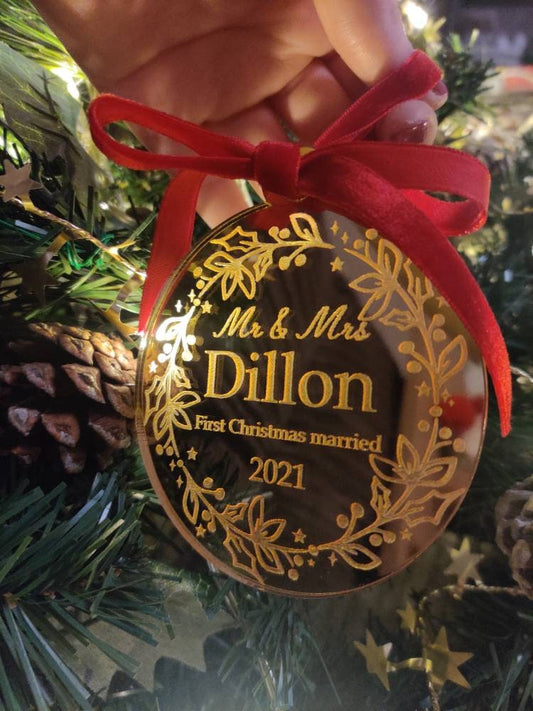 Mr & Mrs
Dillon
First Christmas married
2021